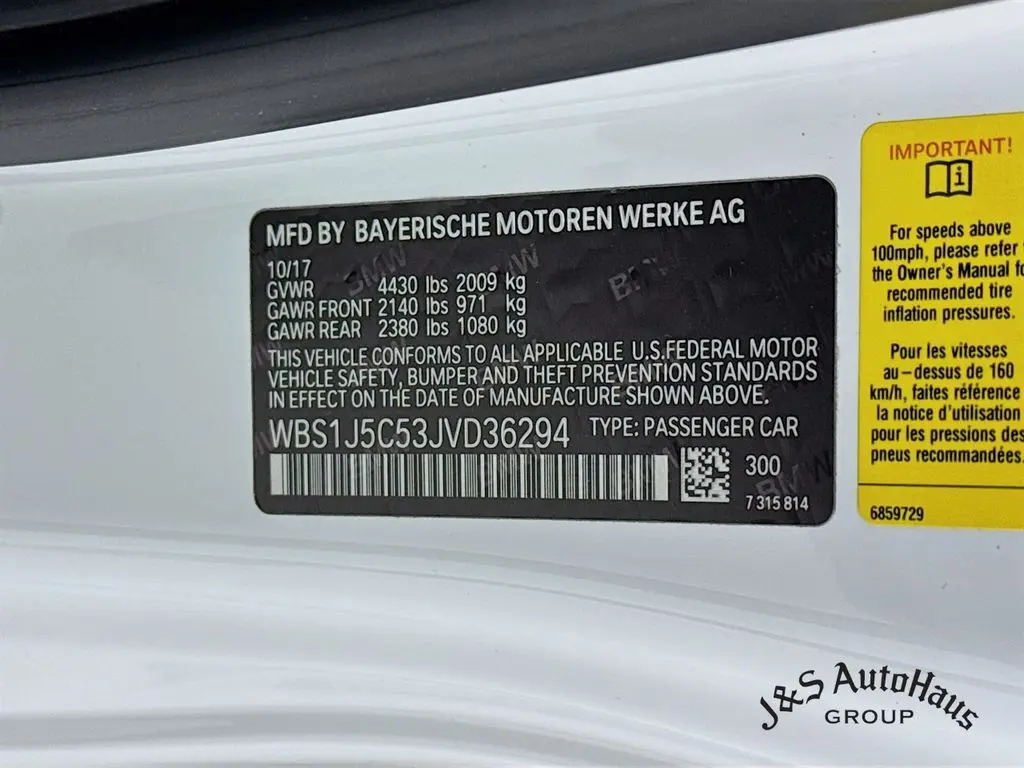 MFD BY BAYERISCHE MOTOREN WERKE AG
10/17
GVWR 4430 lbs 2009 kg
GAWR FRONT 2140 lbs 971 kg
GAWR REAR 2380 lbs 1080 kg
THIS VEHICLE CONFORMS TO ALL APPLICABLE U.S.FEDERAL MOTOR
VEHICLE SAFETY, BUMPER AND THEFT PREVENTION STANDARDS
IN EFFECT ON THE DATE OF MANUFACTURE SHOWN ABOVE.
WBS1J5C53JVD36294 TYPE: PASSENGER CAR
300
7 315 814
IMPORTANT!
For speeds above
100mph, please refer
the Owner's Manual
recommended tire
inflation pressures.
Pour les vitesses
au-dessus de 160
km/h, faites référence
la notice d'utilisation
pour les pressions
pneus recommandées.
6859729
J&S AutoHaus
GROUP